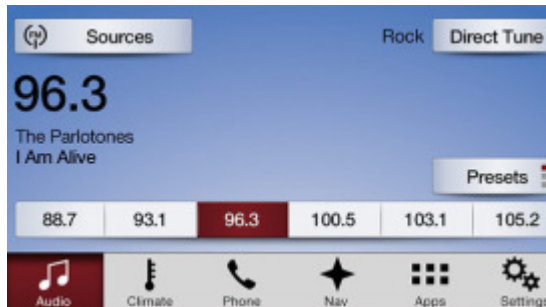 FM
Sources
Rock
Direct Tune
96.3
The Parlotones
I Am Alive
Presets
88.7 93.1 96.3 100.5 103.1 105.2
Audio Climate Phone Nav Apps Settings